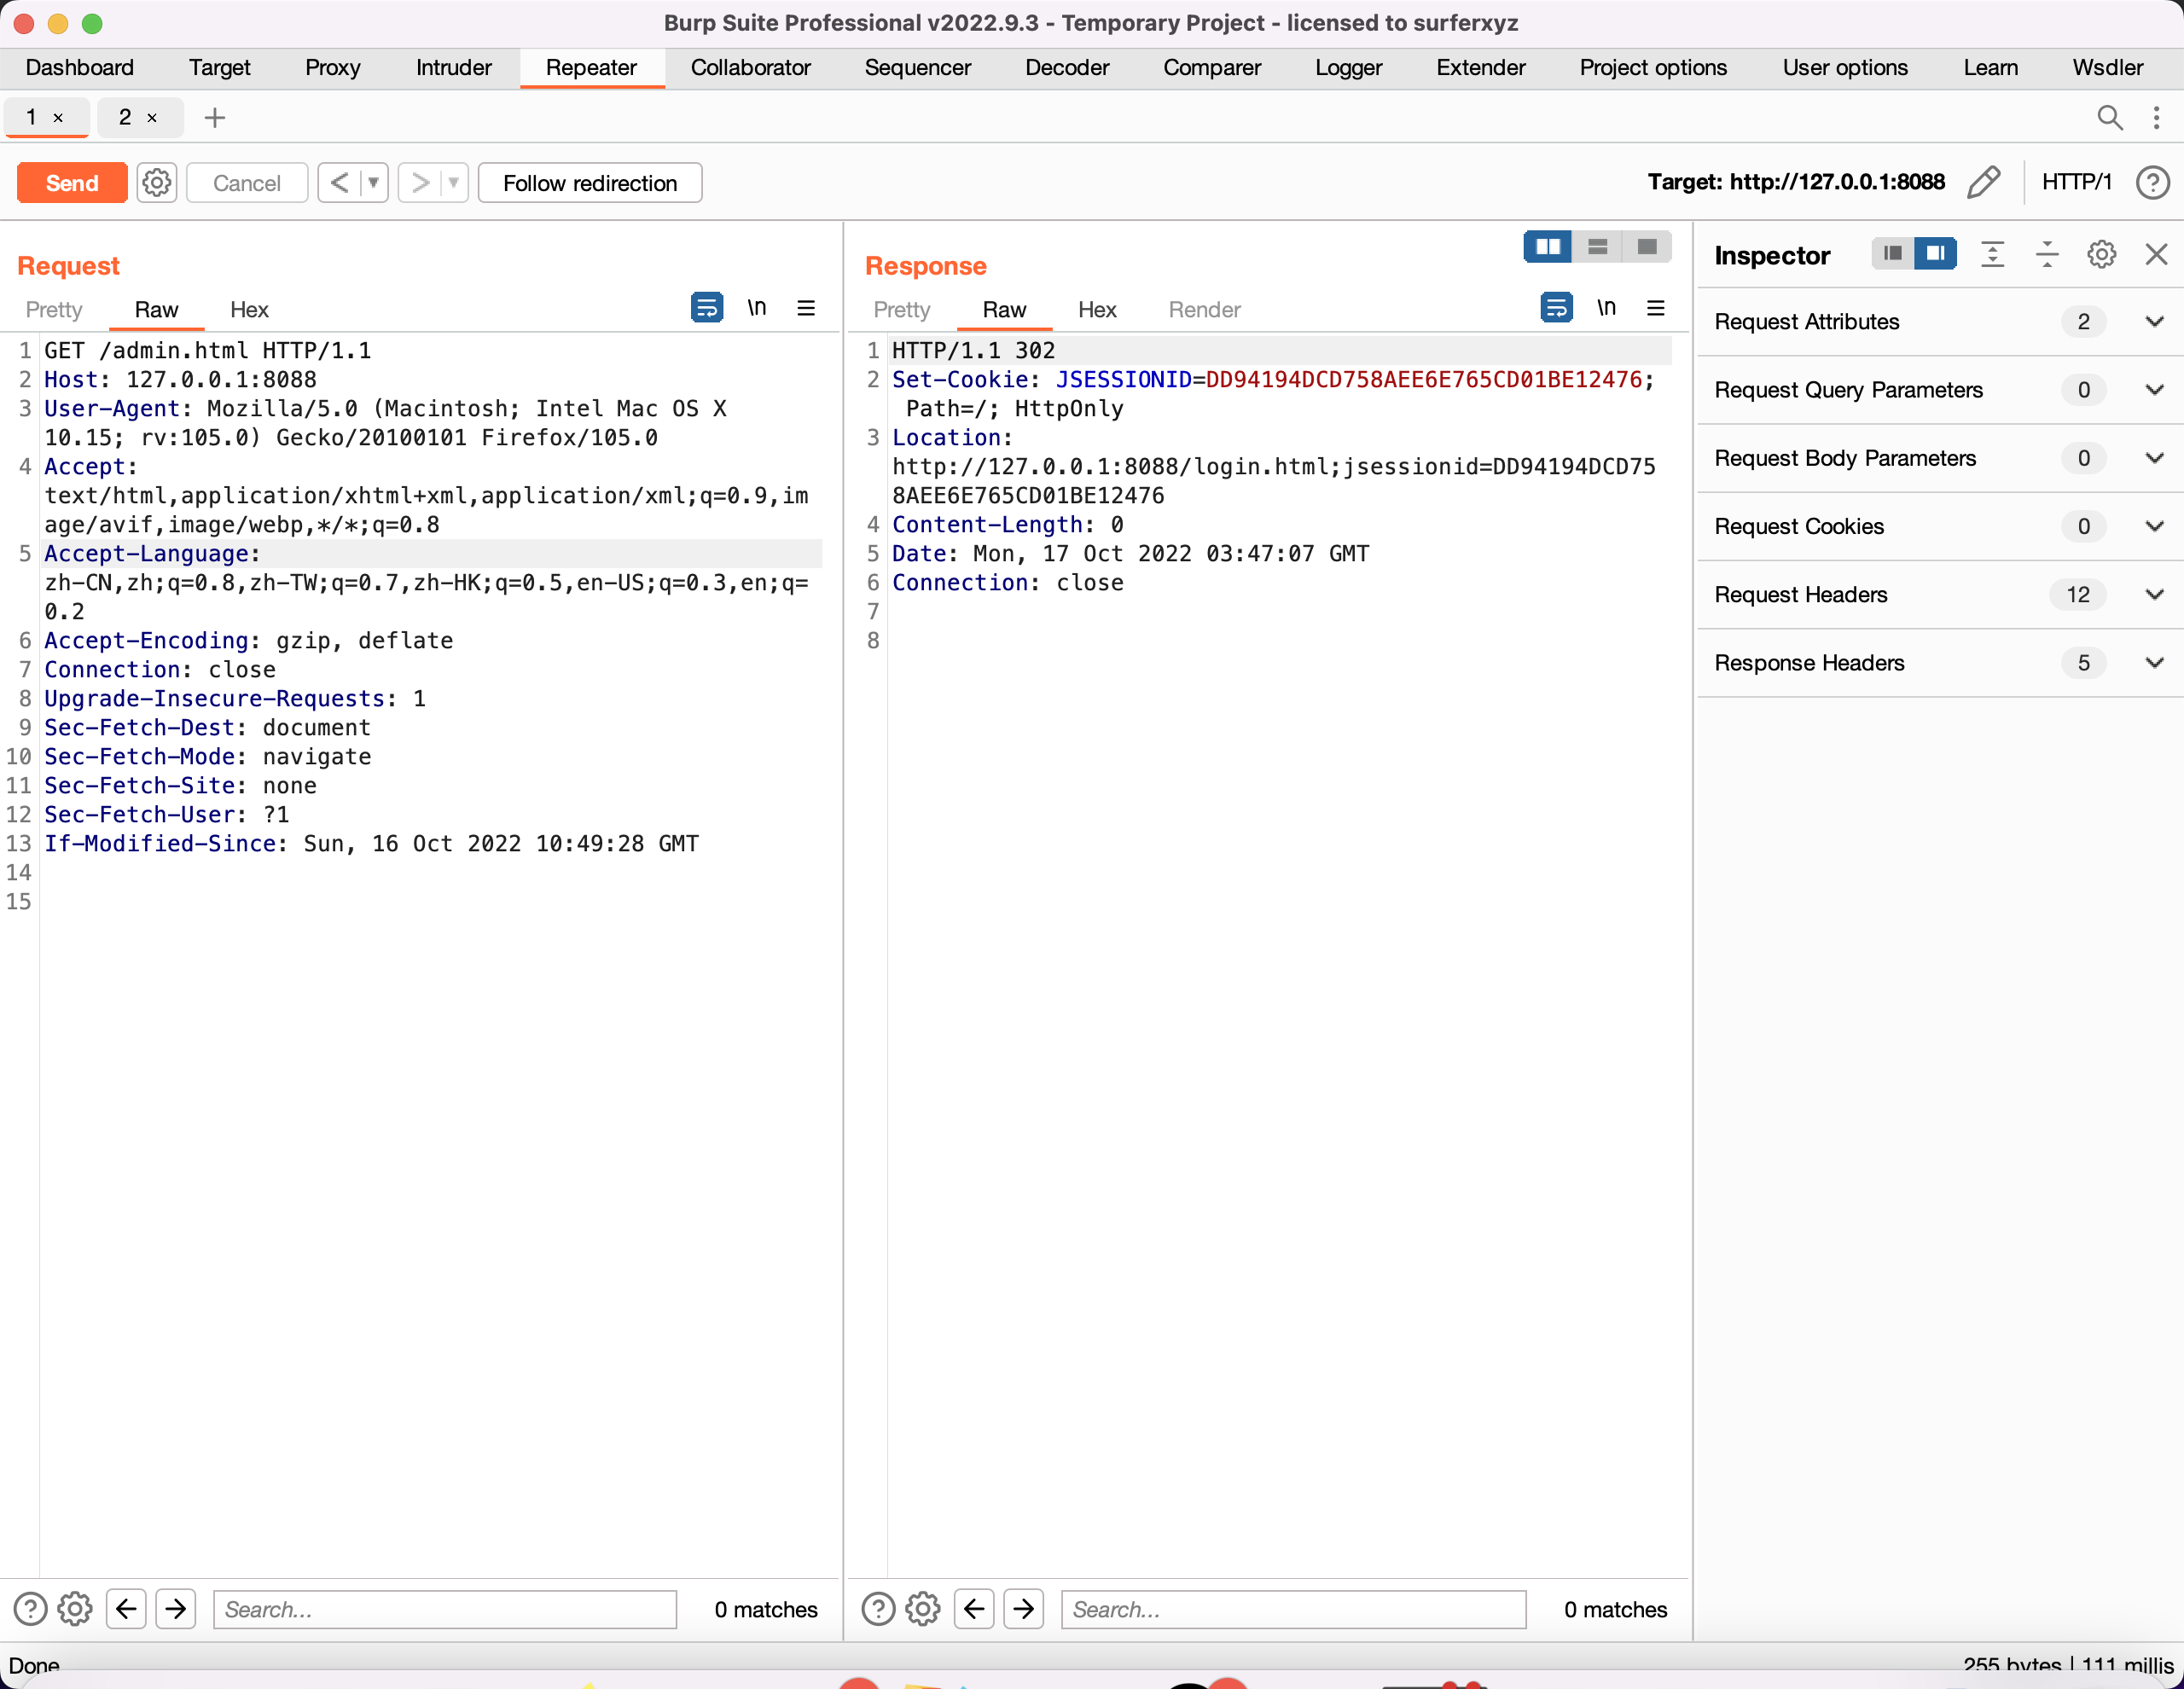 Burp Suite Professional v2022.9.3 - Temporary Project - licensed to surferxyz
Dashboard Target Proxy Intruder Repeater Collaborator Sequencer Decoder Comparer Logger Extender Project options User options Learn Wsdler
1 × 2 × +
Send Cancel < > Follow redirection Target: http://127.0.0.1:8088 HTTP/1 ?
Request
Pretty Raw Hex \n
1 GET /admin.html HTTP/1.1
2 Host: 127.0.0.1:8088
3 User-Agent: Mozilla/5.0 (Macintosh; Intel Mac OS X
10.15; rv:105.0) Gecko/20100101 Firefox/105.0
4 Accept:
text/html,application/xhtml+xml,application/xml;q=0.9,im
age/avif,image/webp,*/*;q=0.8
5 Accept-Language:
zh-CN,zh;q=0.8,zh-TW;q=0.7,zh-HK;q=0.5,en-US;q=0.3,en;q=
0.2
6 Accept-Encoding: gzip, deflate
7 Connection: close
8 Upgrade-Insecure-Requests: 1
9 Sec-Fetch-Dest: document
10 Sec-Fetch-Mode: navigate
11 Sec-Fetch-Site: none
12 Sec-Fetch-User: ?1
13 If-Modified-Since: Sun, 16 Oct 2022 10:49:28 GMT
14
15
? Search... 0 matches
Response
Pretty Raw Hex Render \n
1 HTTP/1.1 302
2 Set-Cookie: JSESSIONID=DD94194DCD758AEE6E765CD01BE12476;
Path=/; HttpOnly
3 Location:
http://127.0.0.1:8088/login.html;jsessionid=DD94194DCD75
8AEE6E765CD01BE12476
4 Content-Length: 0
5 Date: Mon, 17 Oct 2022 03:47:07 GMT
6 Connection: close
7
8
? Search... 0 matches
Inspector
Request Attributes 2
Request Query Parameters 0
Request Body Parameters 0
Request Cookies 0
Request Headers 12
Response Headers 5
Done
255 bytes | 111 millis